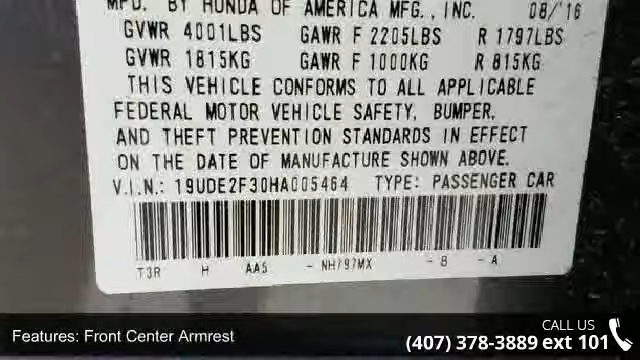 MFD. BY HONDA OF AMERICA MFG., INC. 08/16
GVWR 4001LBS GAWR F 2205LBS R 1797LBS
GVWR 1815KG GAWR F 1000KG R 815KG
THIS VEHICLE CONFORMS TO ALL APPLICABLE
FEDERAL MOTOR VEHICLE SAFETY, BUMPER,
AND THEFT PREVENTION STANDARDS IN EFFECT
ON THE DATE OF MANUFACTURE SHOWN ABOVE.
V.I.N.: 19UDE2F30HA005464 TYPE: PASSENGER CAR
T3R H AA5 - NH797MX - B - A
Features: Front Center Armrest
CALL US
(407) 378-3889 ext 101